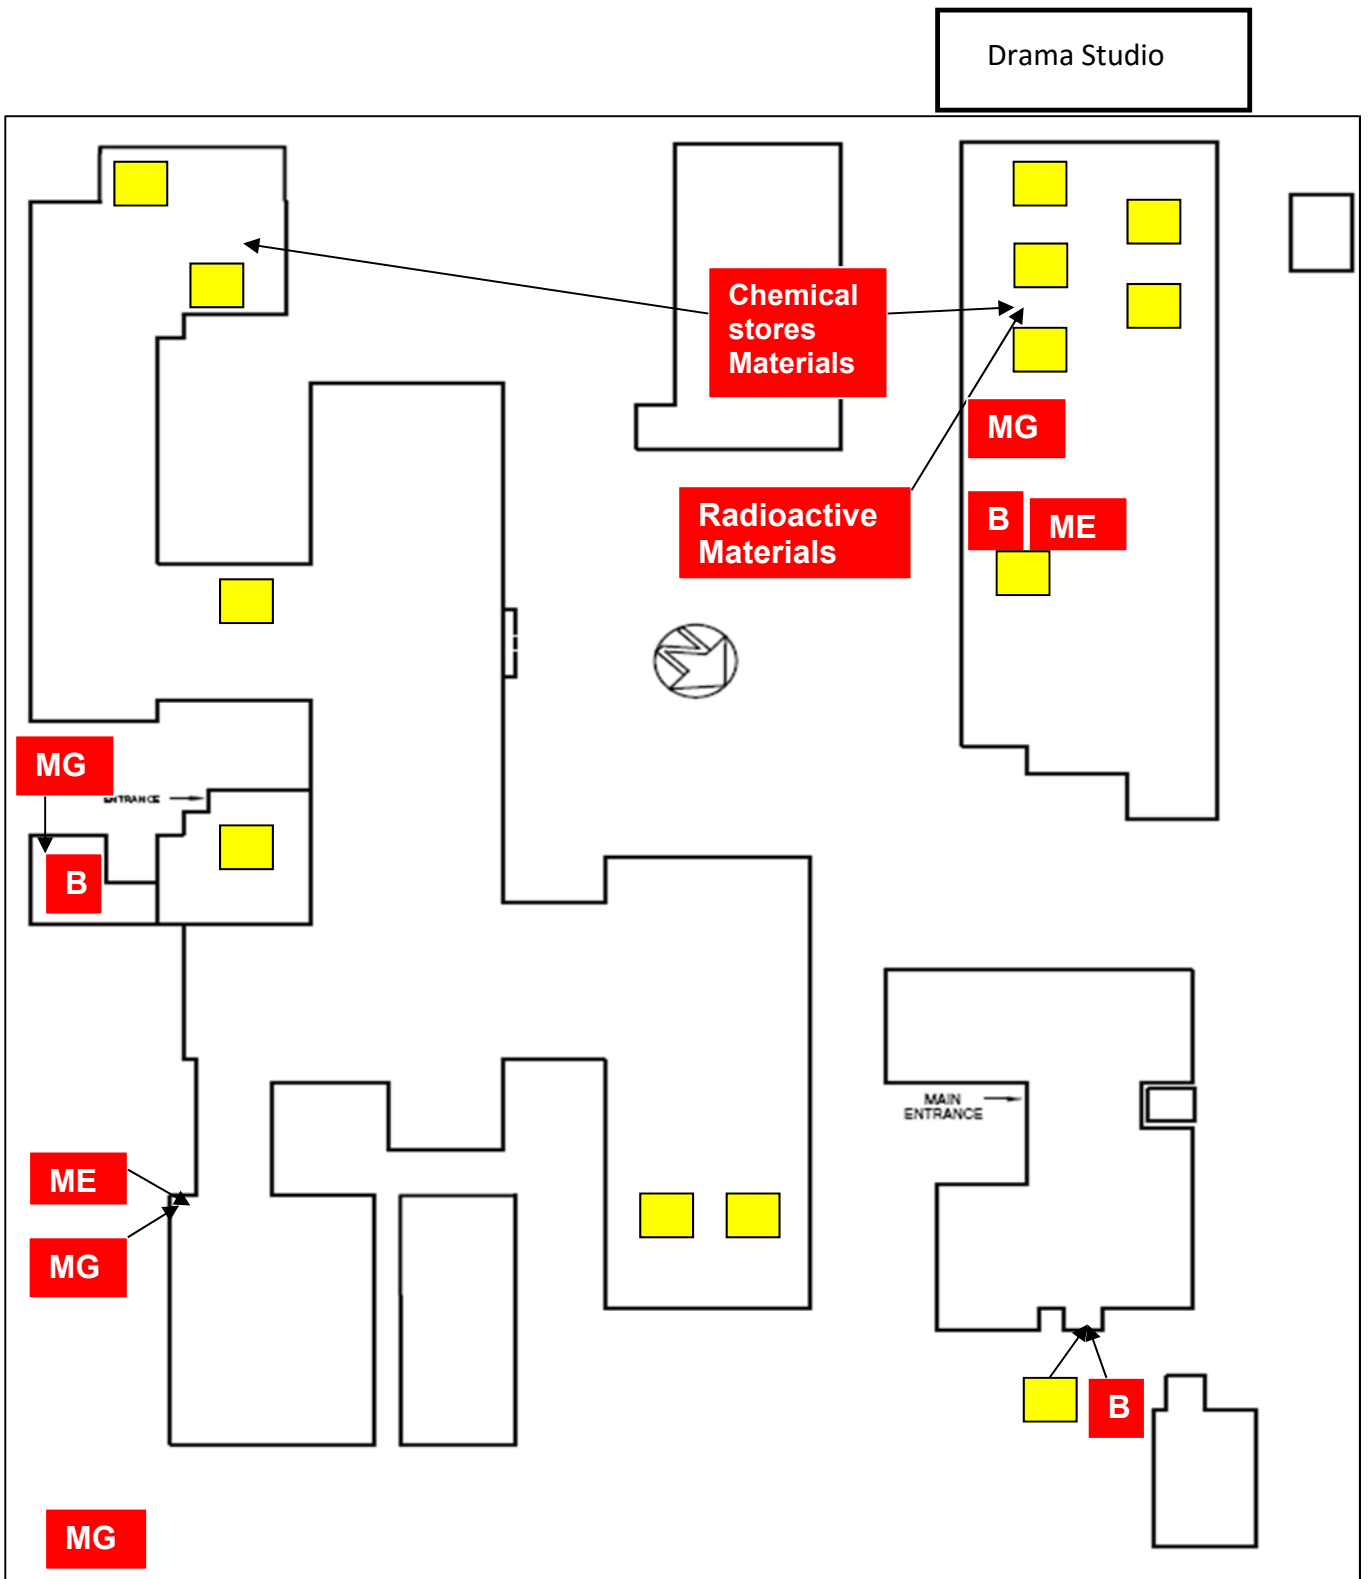 Drama Studio
Chemical
stores
Materials
MG
Radioactive
Materials
B
ME
MG
ENTRANCE
B
MAIN
ENTRANCE
ME
MG
B
MG